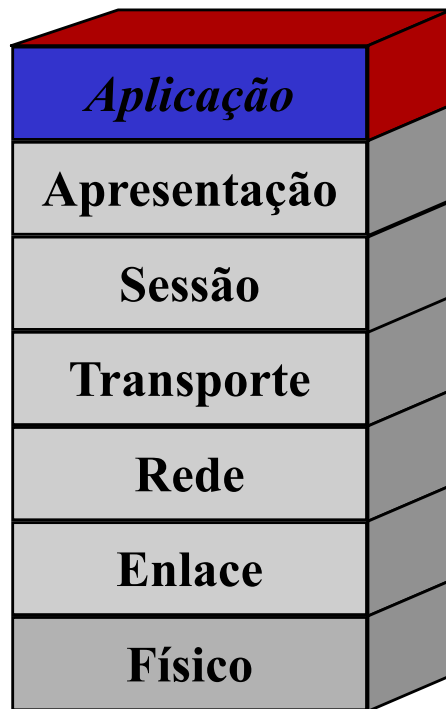 Aplicação
Apresentação
Sessão
Transporte
Rede
Enlace
Físico